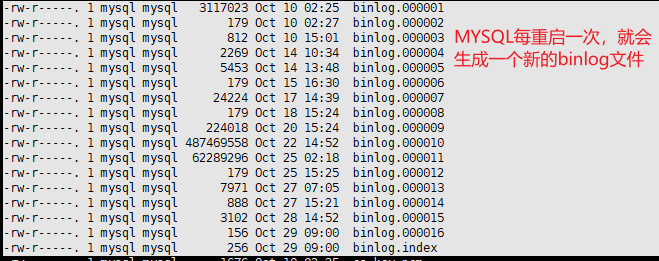 -rw-r-----. 1 mysql mysql   3117023 Oct 10 02:25 binlog.000001
-rw-r-----. 1 mysql mysql       179 Oct 10 02:27 binlog.000002
-rw-r-----. 1 mysql mysql       812 Oct 10 15:01 binlog.000003
-rw-r-----. 1 mysql mysql      2269 Oct 14 10:34 binlog.000004
-rw-r-----. 1 mysql mysql      5453 Oct 14 13:48 binlog.000005
-rw-r-----. 1 mysql mysql       179 Oct 15 16:30 binlog.000006
-rw-r-----. 1 mysql mysql     24224 Oct 17 14:39 binlog.000007
-rw-r-----. 1 mysql mysql       179 Oct 18 15:24 binlog.000008
-rw-r-----. 1 mysql mysql    224018 Oct 20 15:24 binlog.000009
-rw-r-----. 1 mysql mysql 487469558 Oct 22 14:52 binlog.000010
-rw-r-----. 1 mysql mysql  62289296 Oct 25 02:18 binlog.000011
-rw-r-----. 1 mysql mysql       179 Oct 25 15:25 binlog.000012
-rw-r-----. 1 mysql mysql      7971 Oct 27 07:05 binlog.000013
-rw-r-----. 1 mysql mysql       888 Oct 27 15:21 binlog.000014
-rw-r-----. 1 mysql mysql      3102 Oct 28 14:52 binlog.000015
-rw-r-----. 1 mysql mysql       156 Oct 29 09:00 binlog.000016
-rw-r-----. 1 mysql mysql       256 Oct 29 09:00 binlog.index
MYSQL每重启一次，就会
生成一个新的binlog文件